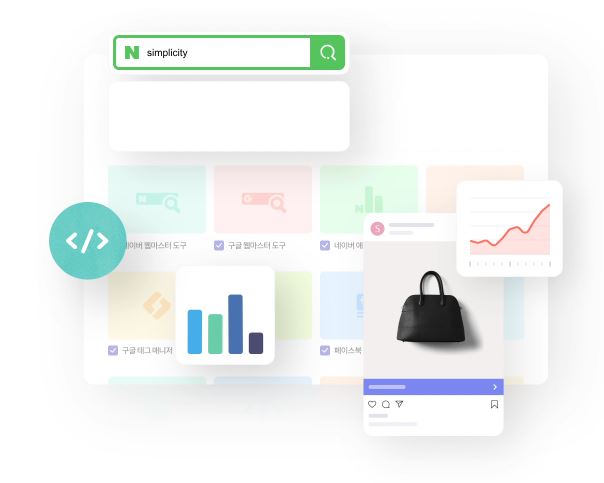 N simplicity
네이버 웹마스터 도구
구글 웹마스터 도구
네이버 애
구글 태그 매니저
페이스북
S